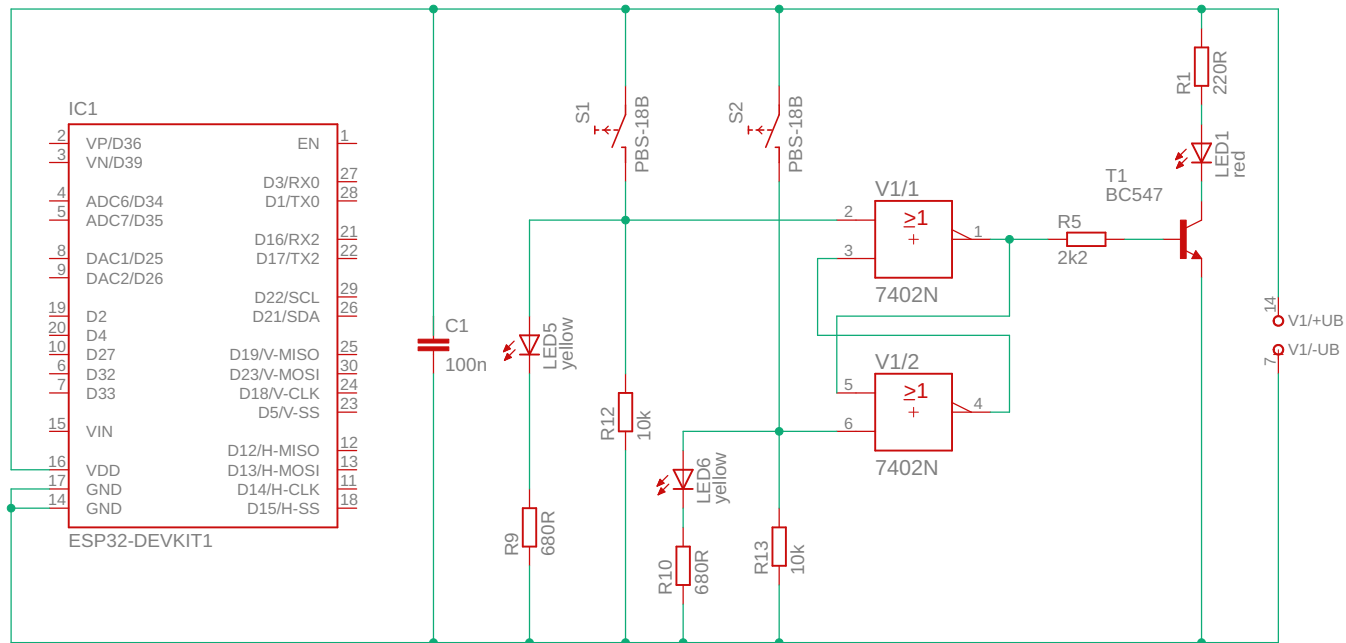 IC1
2 VP/D36
3 VN/D39
4 ADC6/D34
5 ADC7/D35
8 DAC1/D25
9 DAC2/D26
19 D2
20 D4
10 D27
6 D32
7 D33
15 VIN
16 VDD
17 GND
14 GND
EN 1
D3/RX0 27
D1/TX0 28
D16/RX2 21
D17/TX2 22
D22/SCL 29
D21/SDA 26
D19/V-MISO 25
D23/V-MOSI 30
D18/V-CLK 24
D5/V-SS 23
D12/H-MISO 12
D13/H-MOSI 13
D14/H-CLK 11
D15/H-SS 18
ESP32-DEVKIT1
C1
100n
S1
PBS-18B
LED5
yellow
R9
680R
R12
10k
S2
PBS-18B
LED6
yellow
R10
680R
R13
10k
V1/1
2
3
≥1
+
1
7402N
V1/2
5
6
≥1
+
4
7402N
R5
2k2
T1
BC547
R1
220R
LED1
red
14
V1/+UB
V1/-UB
7